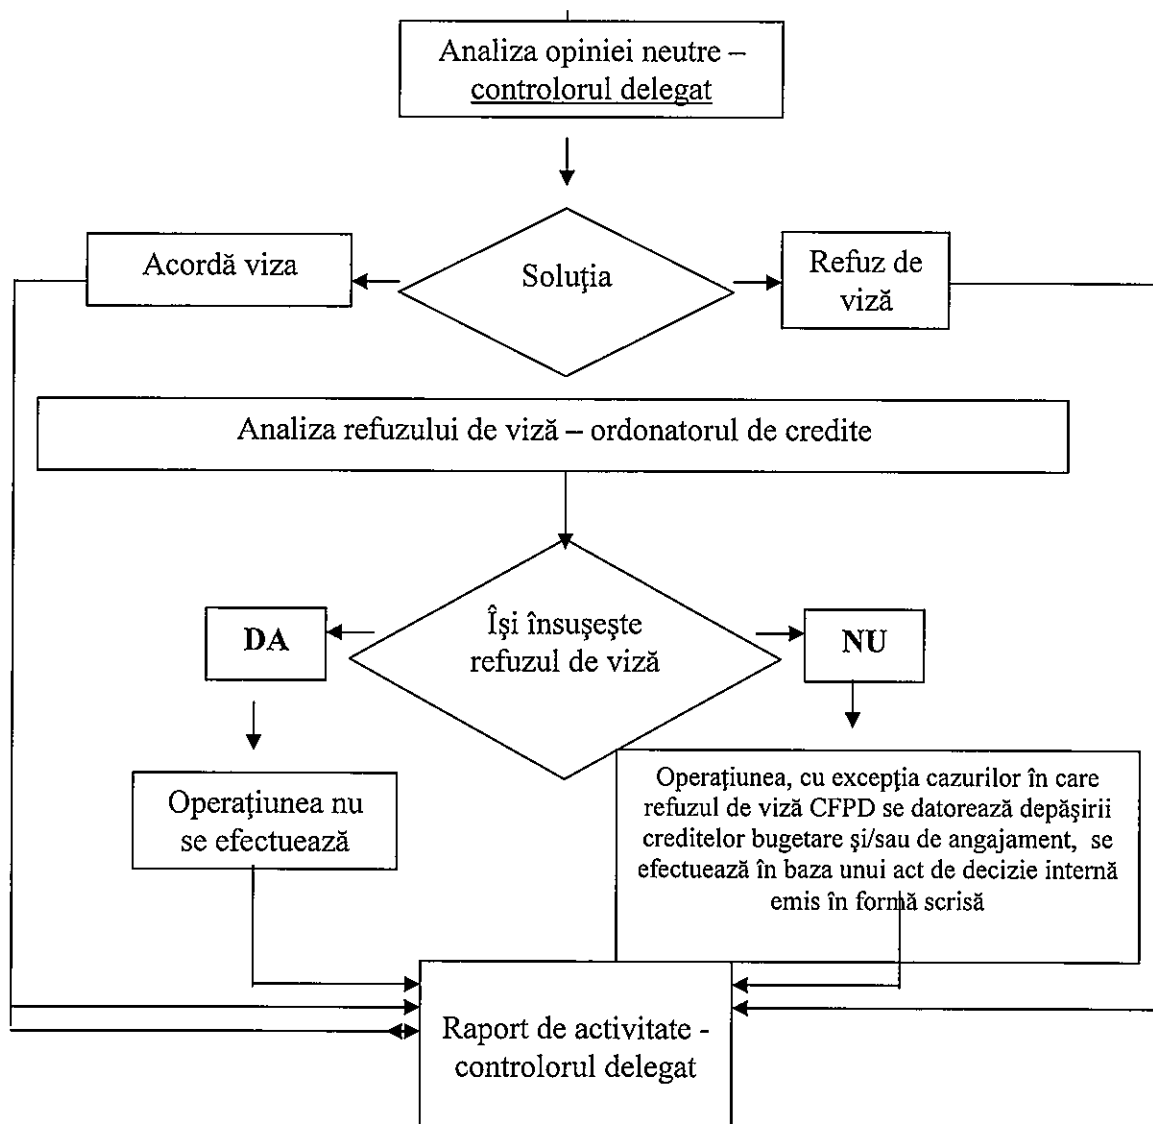 Analiza opiniei neutre –
controlorul delegat
Acordă viza
Soluţia
Refuz de
viză
Analiza refuzului de viză – ordonatorul de credite
DA
Îşi însuşeşte
refuzul de viză
NU
Operaţiunea nu
se efectuează
Operaţiunea, cu excepţia cazurilor în care
refuzul de viză CFPD se datorează depăşirii
creditelor bugetare şi/sau de angajament, se
efectuează în baza unui act de decizie internă
emis în formă scrisă
Raport de activitate -
controlorul delegat